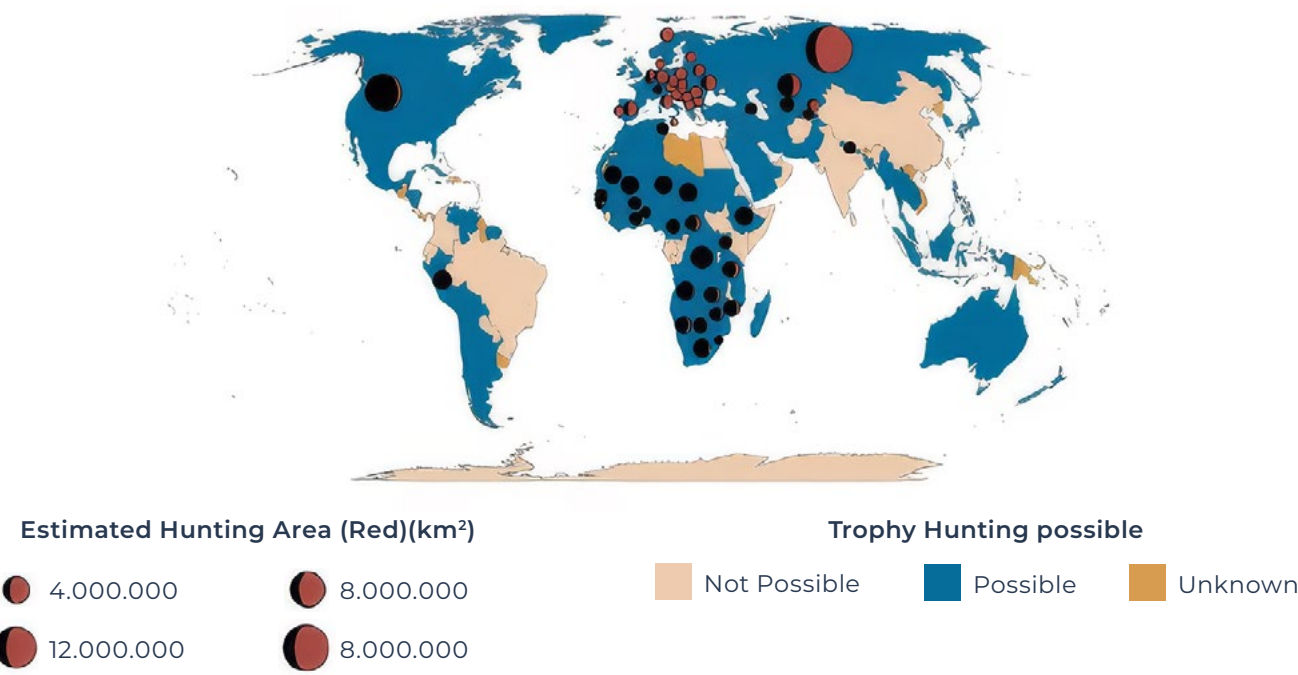 Estimated Hunting Area (Red)(km²)
4.000.000
8.000.000
12.000.000
8.000.000
Trophy Hunting possible
Not Possible
Possible
Unknown